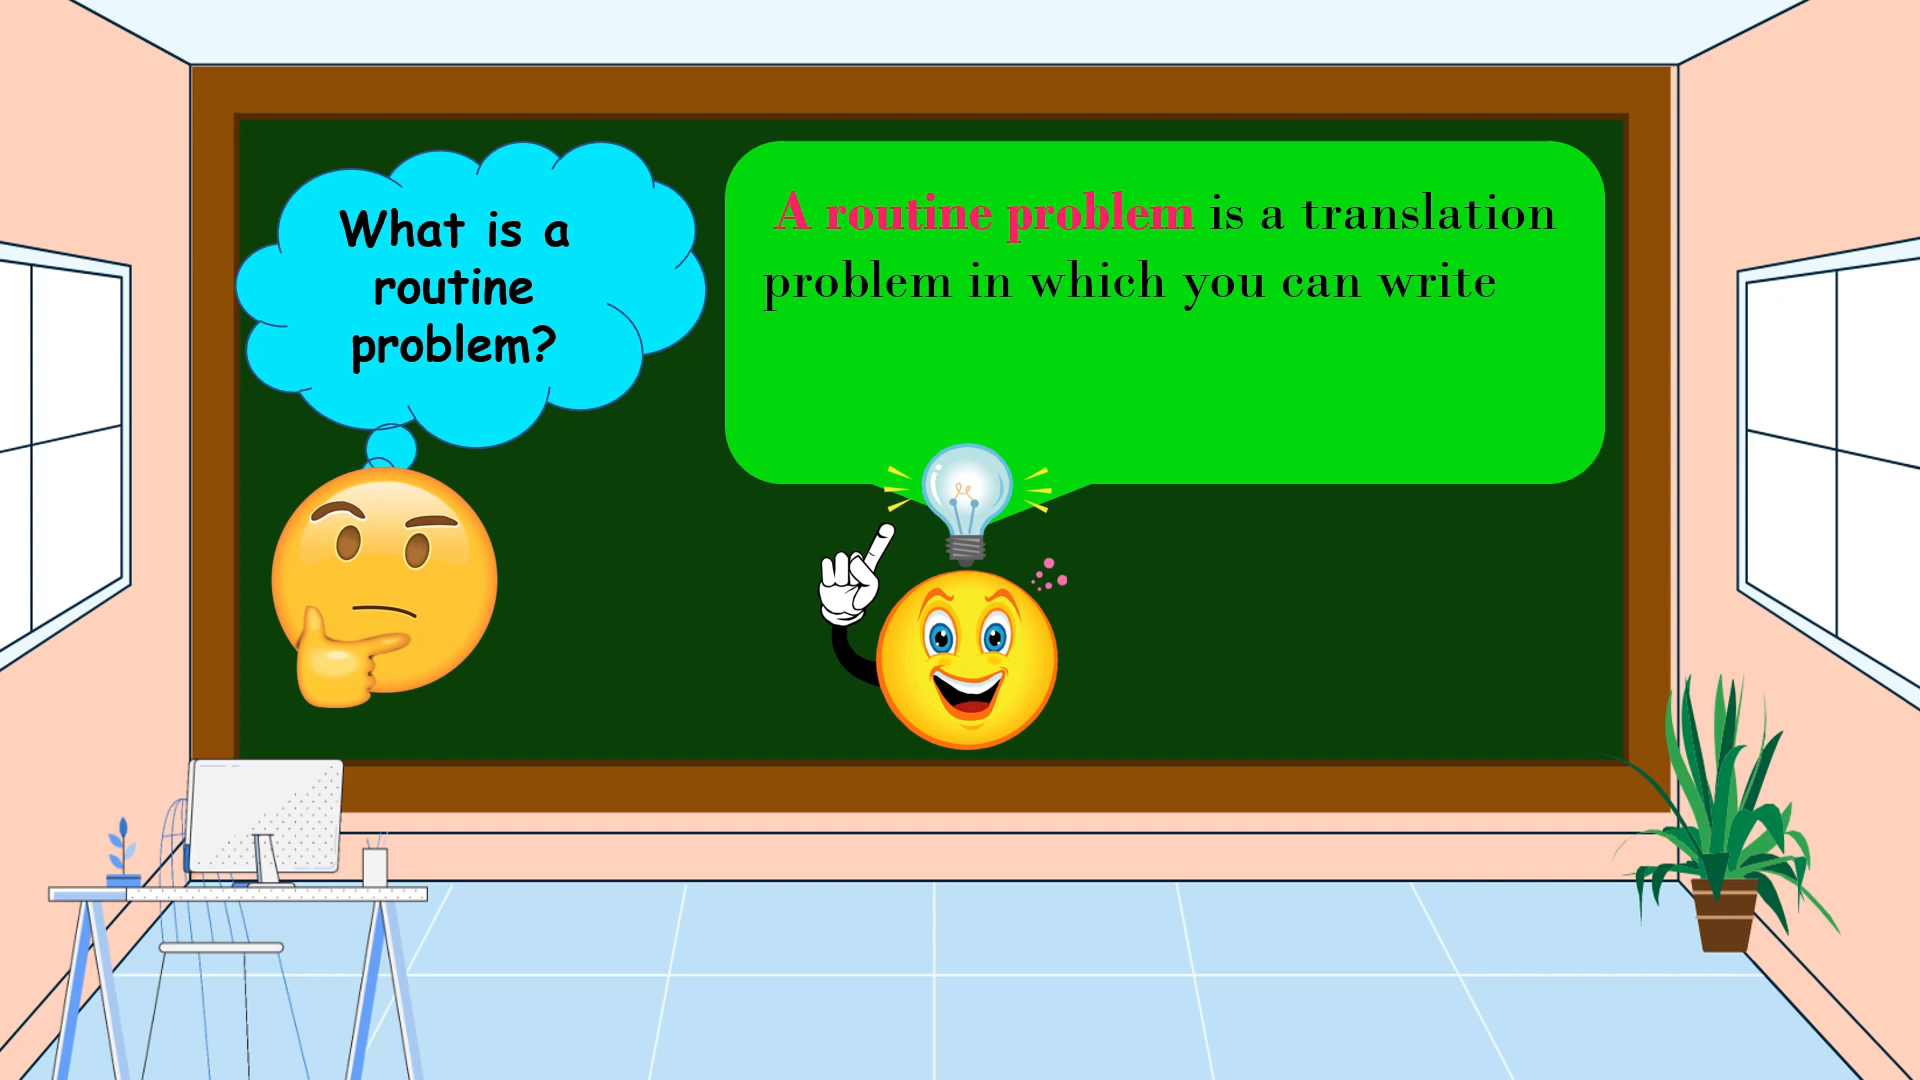 What is a
routine
problem?
A routine problem is a translation
problem in which you can write